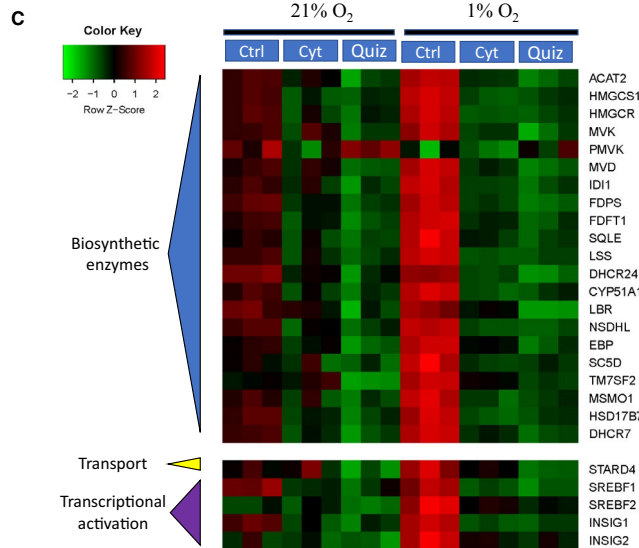 C
21% O₂
1% O₂
Color Key
−2 −1 0 1 2
Row Z-Score
Ctrl Cyt Quiz Ctrl Cyt Quiz
ACAT2
HMGCS1
HMGCR
MVK
PMVK
MVD
IDI1
FDPS
FDFT1
SQLE
LSS
DHCR24
CYP51A1
LBR
NSDHL
EBP
SC5D
TM7SF2
MSMO1
HSD17B7
DHCR7
Biosynthetic
enzymes
Transport
STARD4
Transcriptional
activation
SREBF1
SREBF2
INSIG1
INSIG2